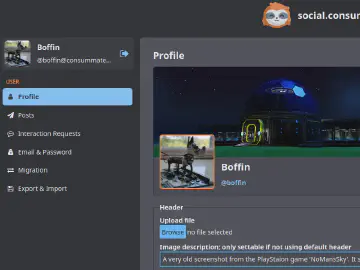 social.consum
Boffin
@boffin@consummate...
USER
Profile
Posts
Interaction Requests
Email & Password
Migration
Export & Import
Profile
Boffin
@boffin
Header
Upload file
Browse no file selected
Image description; only settable if not using default header
A very old screenshot from the PlayStaion game 'NoMansSky'. It s